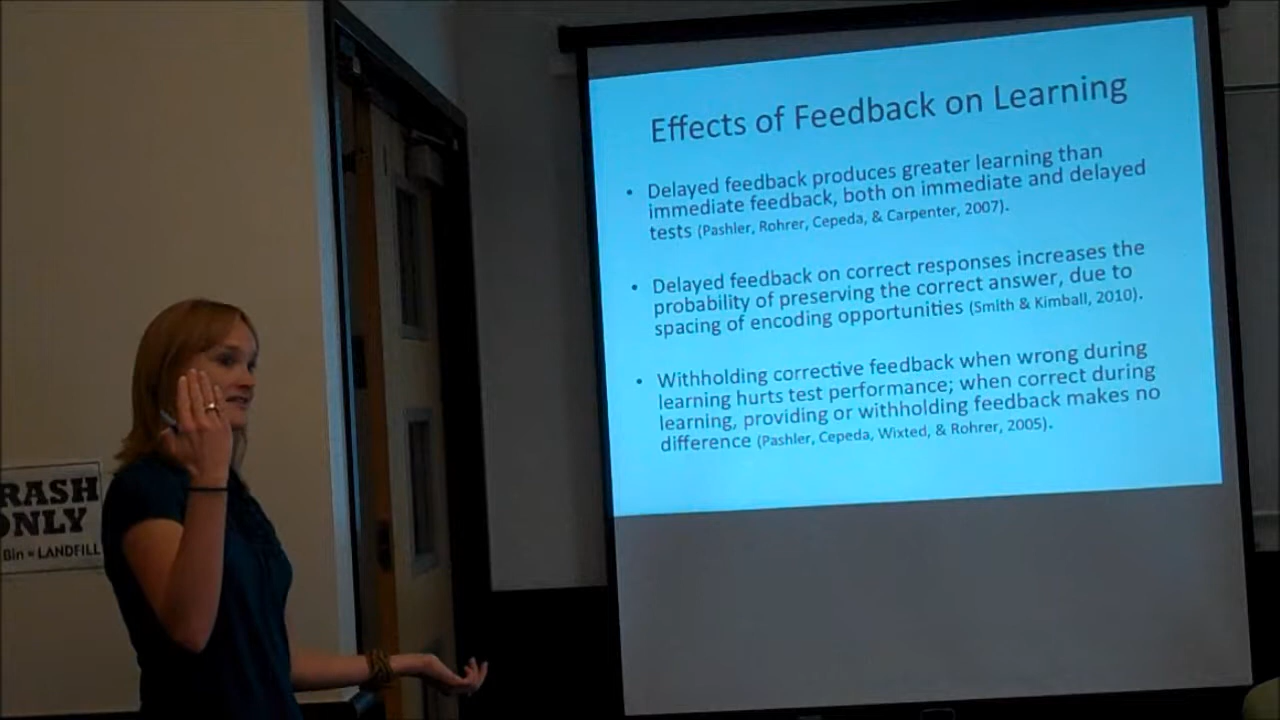 Effects of Feedback on Learning
• Delayed feedback produces greater learning than
immediate feedback, both on immediate and delayed
tests (Pashler, Rohrer, Cepeda, & Carpenter, 2007).
• Delayed feedback on correct responses increases the
probability of preserving the correct answer, due to
spacing of encoding opportunities (Smith & Kimball, 2010).
• Withholding corrective feedback when wrong during
learning hurts test performance; when correct during
learning, providing or withholding feedback makes no
difference (Pashler, Cepeda, Wixted, & Rohrer, 2005).
RASH
ONLY
Bin = LANDFILL